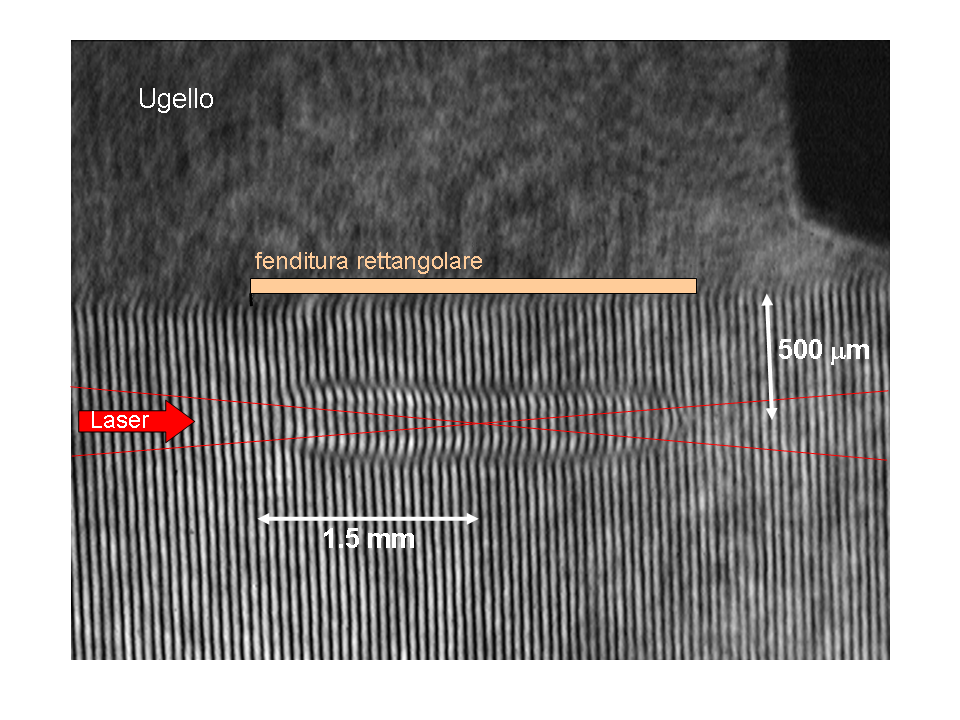 Ugello
fenditura rettangolare
500 μm
Laser
1.5 mm